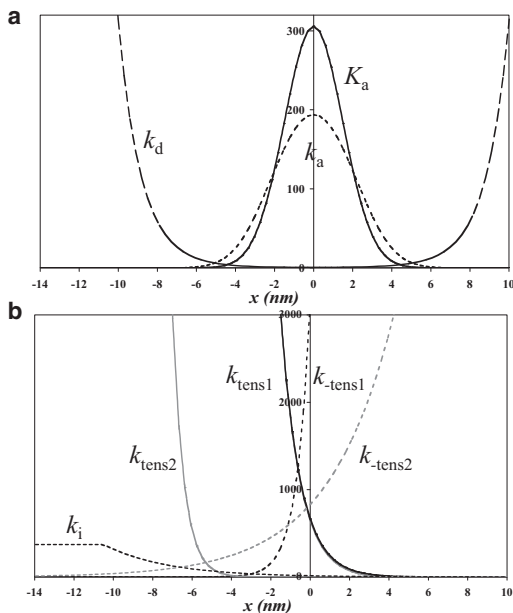 a
300
200
100
0
K_a
k_a
k_d
-14 -12 -10 -8 -6 -4 -2 0 2 4 6 8 10
x (nm)
b
3000
2000
1000
0
k_tens1
k_-tens1
k_tens2
k_-tens2
k_i
-14 -12 -10 -8 -6 -4 -2 0 2 4 6 8 10
x (nm)